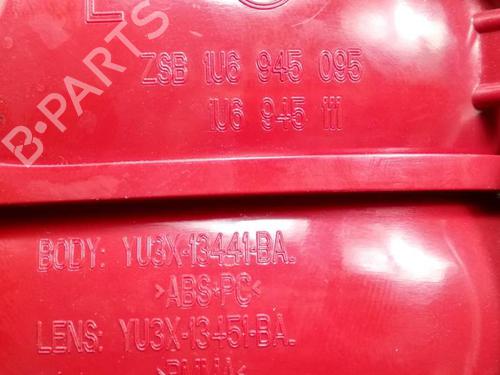 L
ZSB 1U6 945 095
1U6 945 111
B-PARTS
BODY: YU3X-13441-BA.
>ABS+PC<
LENS: YU3X-13451-BA.